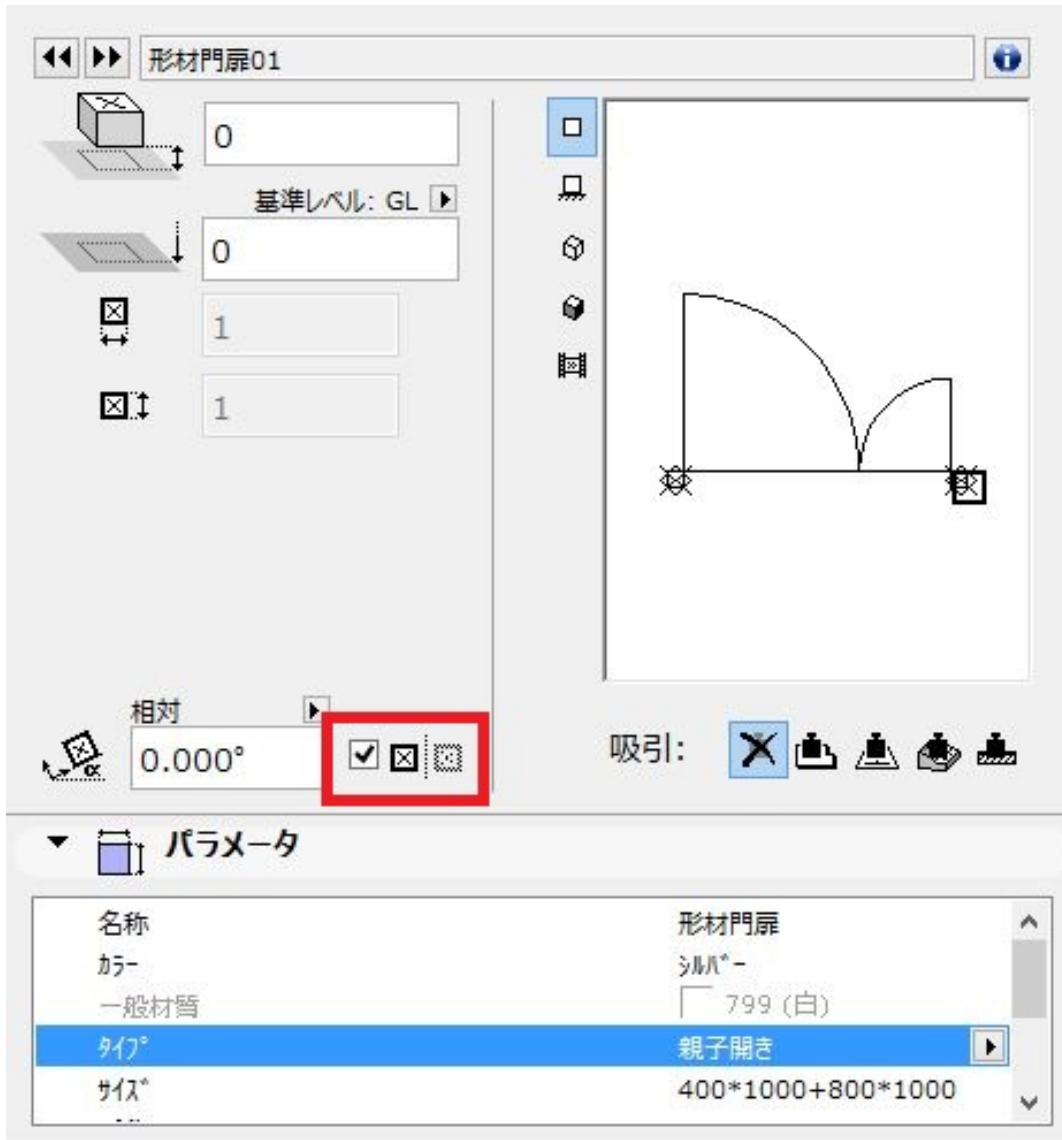 形材門扉01
0
基準レベル: GL
0
1
1
相対
0.000°
α
吸引:
パラメータ
名称 形材門扉
ｶﾗｰ ｼﾙﾊﾞｰ
一般材質 799 (白)
ﾀｲﾌﾟ 親子開き
ｻｲｽﾞ 400*1000+800*1000